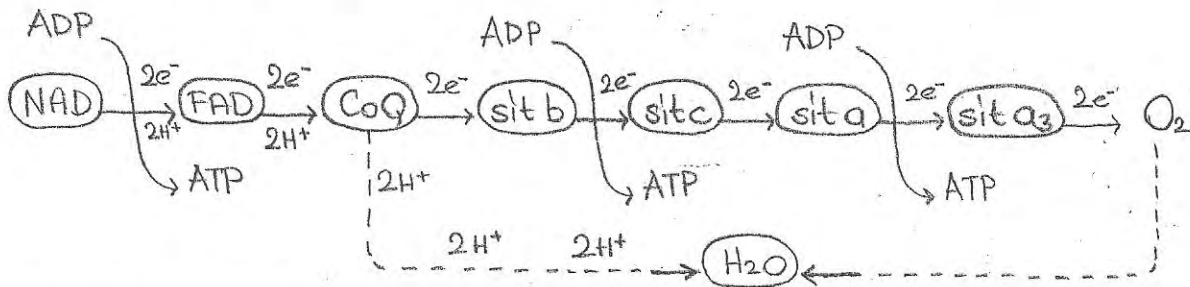 ADP ADP ADP
2e⁻ 2e⁻ 2e⁻ 2e⁻ 2e⁻ 2e⁻ 2e⁻
NAD FAD CoQ sit b sit c sit a sit a₃ O₂
2H⁺ 2H⁺
ATP 2H⁺ ATP ATP
2H⁺ 2H⁺ H₂O